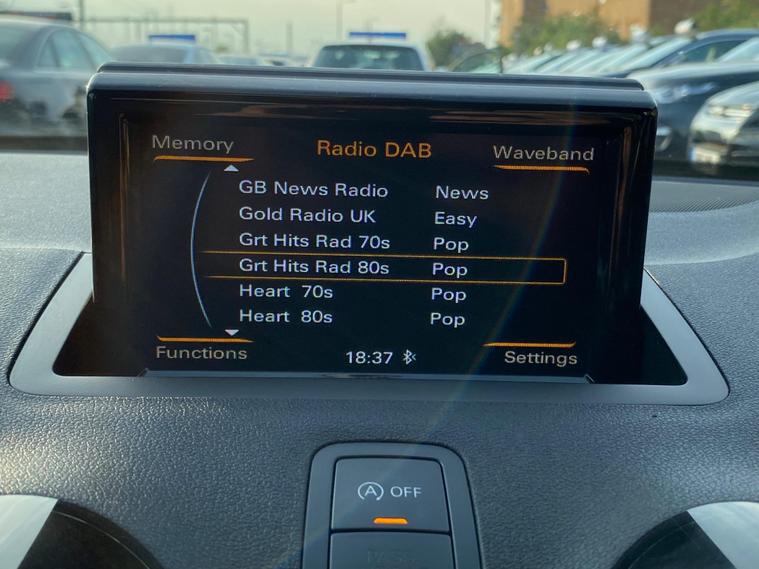 Memory Radio DAB Waveband
GB News Radio News
Gold Radio UK Easy
Grt Hits Rad 70s Pop
Grt Hits Rad 80s Pop
Heart 70s Pop
Heart 80s Pop
Functions 18:37 Settings
A OFF